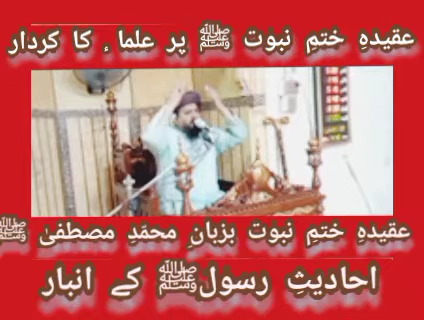 عقیدہِ ختمِ نبوت ﷺ پر علماء کا کردار
عقیدہِ ختمِ نبوت بزبانِ محمّدِ مصطفیٰ ﷺ
احادیثِ رسول ﷺ کے انبار